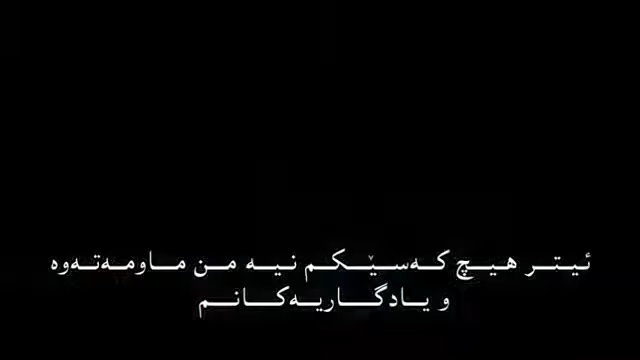 ئیتر هیچ کەسێکم نیە من ماومەتەوە
و یادگاریەکانم